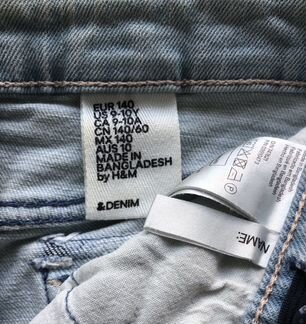 EUR 140
US 9-10Y
CA 9-10A
CN 140/60
MX 140
AUS 10
MADE IN
BANGLADESH
by H&M
&DENIM
NAME: